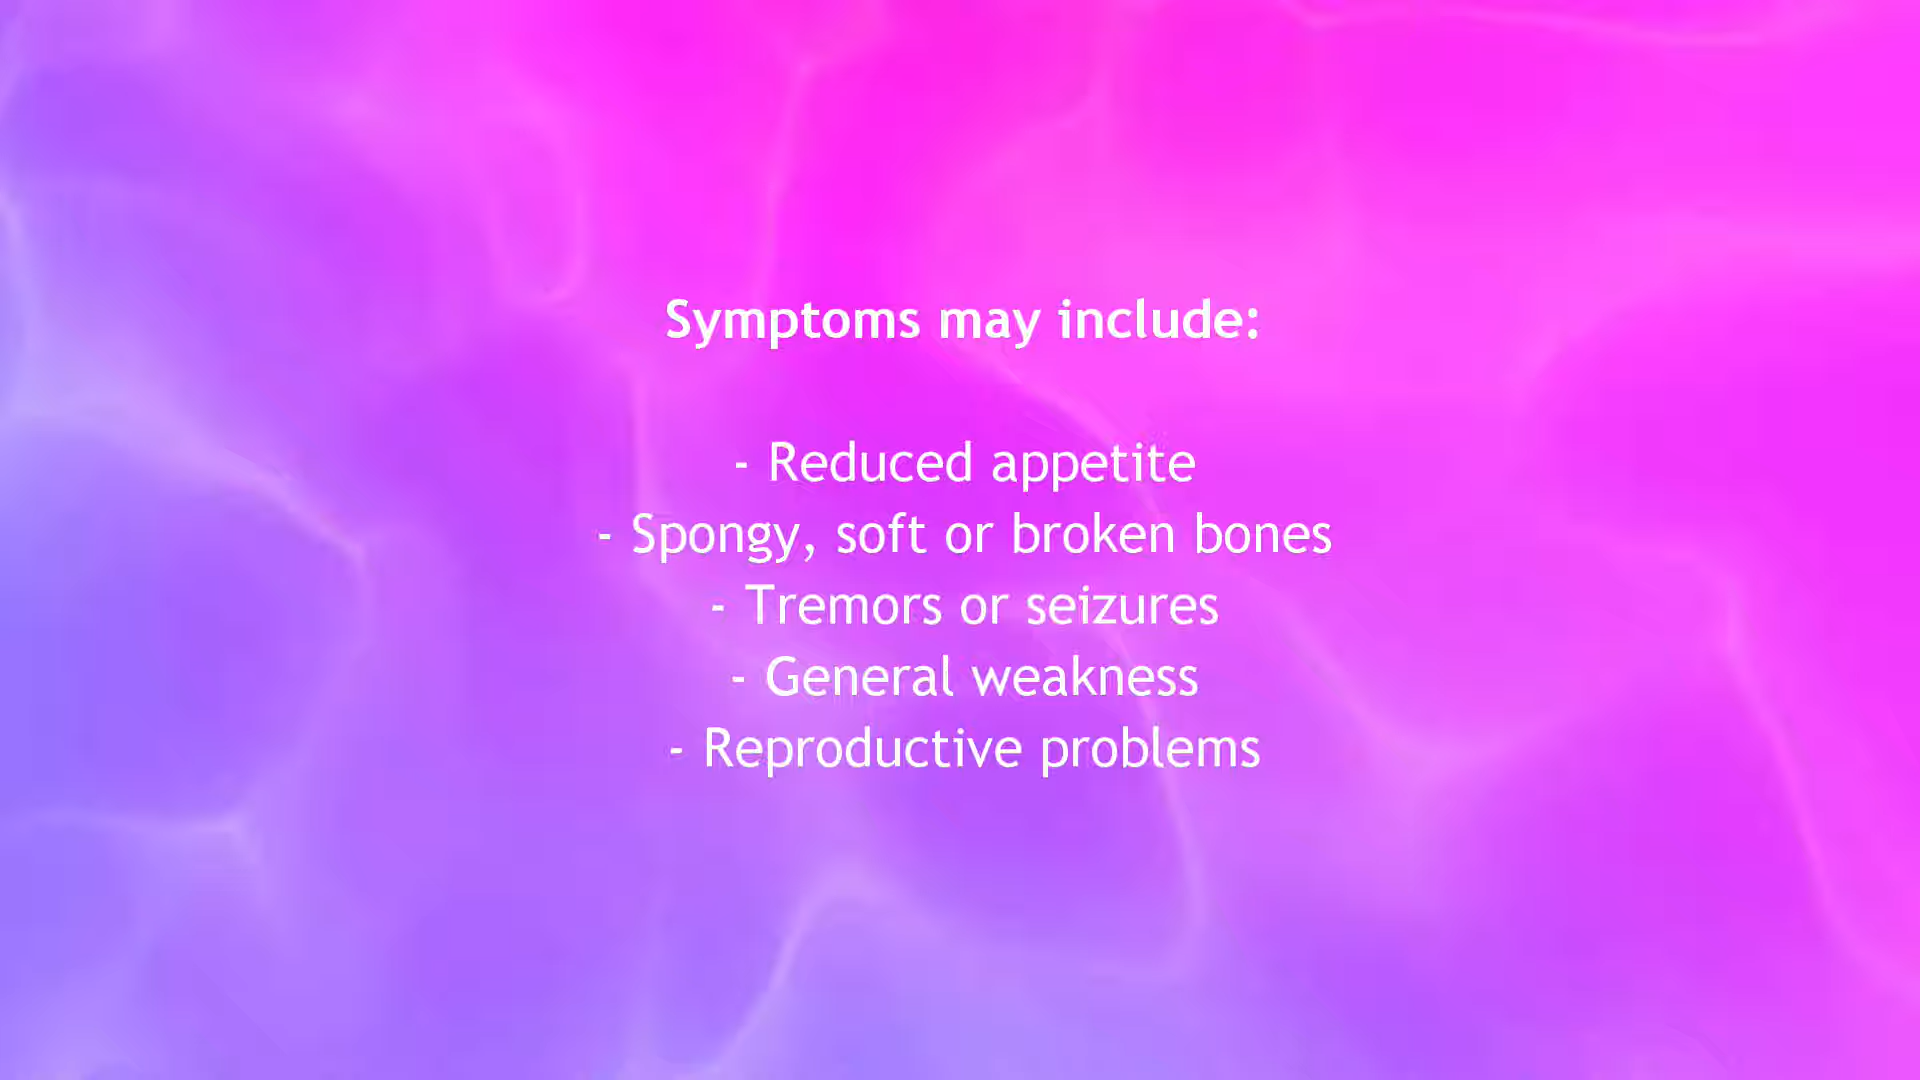 Symptoms may include:
- Reduced appetite
- Spongy, soft or broken bones
- Tremors or seizures
- General weakness
- Reproductive problems